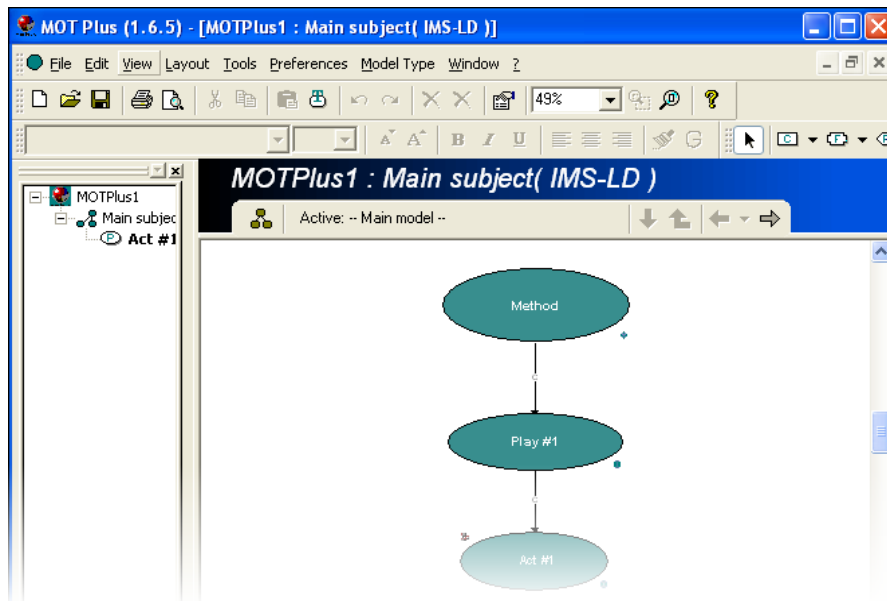 MOT Plus (1.6.5) - [MOTPlus1 : Main subject( IMS-LD )]
File Edit View Layout Tools Preferences Model Type Window ?
49%
B I U G C F
MOTPlus1 : Main subject( IMS-LD )
MOTPlus1
Main subjec
P Act #1
Active: -- Main model --
Method
C
Play #1
C
Act #1